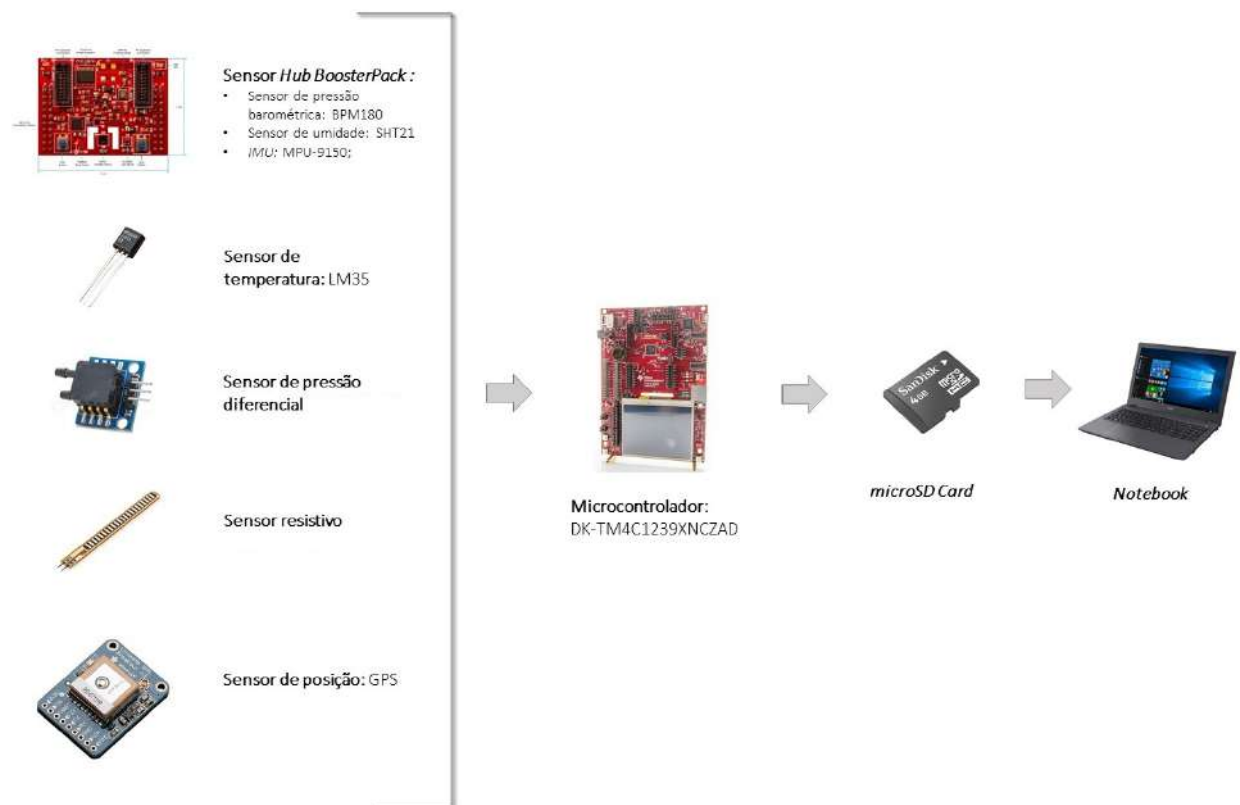 Sensor Hub BoosterPack :
• Sensor de pressão
barométrica: BPM180
• Sensor de umidade: SHT21
• IMU: MPU-9150;
Sensor de
temperatura: LM35
Sensor de pressão
diferencial
Sensor resistivo
Sensor de posição: GPS
Microcontrolador:
DK-TM4C1239XNCZAD
SanDisk
4GB
micro
microSD Card
Notebook